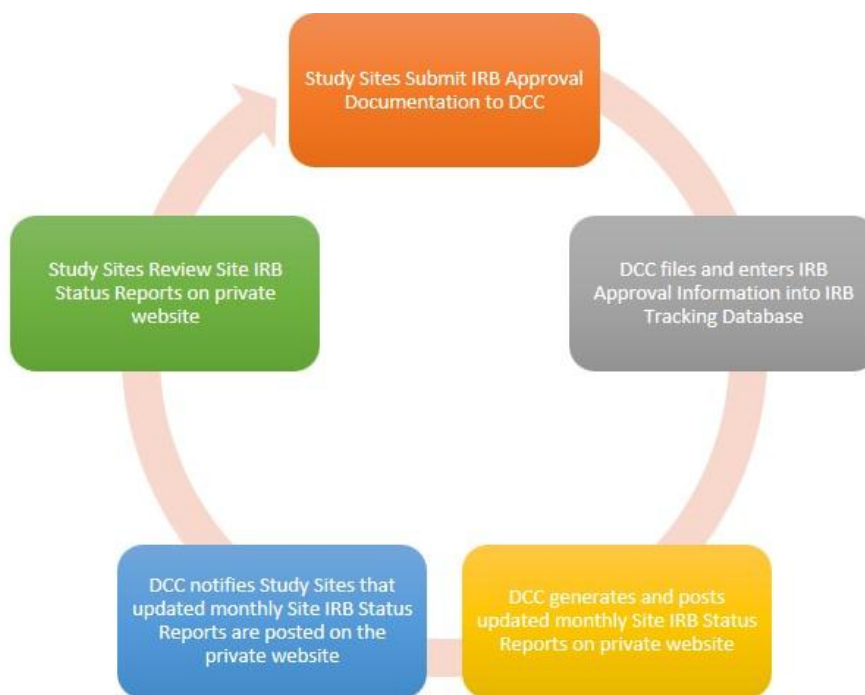 Study Sites Submit IRB Approval
Documentation to DCC
DCC files and enters IRB
Approval Information into IRB
Tracking Database
DCC generates and posts
updated monthly Site IRB Status
Reports on private website
DCC notifies Study Sites that
updated monthly Site IRB Status
Reports are posted on the
private website
Study Sites Review Site IRB
Status Reports on private
website